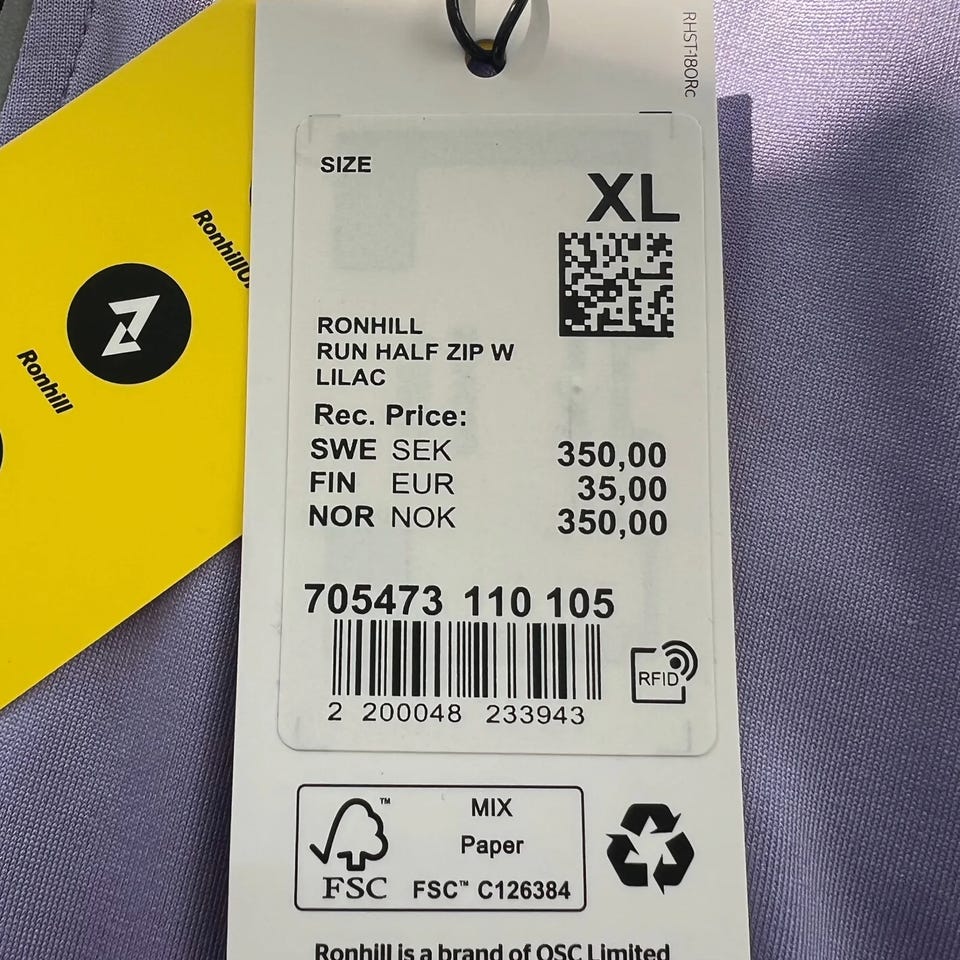 RHST-180Rc
SIZE
XL
RONHILL
RUN HALF ZIP W
LILAC
Rec. Price:
SWE SEK 350,00
FIN EUR 35,00
NOR NOK 350,00
705473 110 105
2 200048 233943
RFID
MIX
Paper
FSC
FSC™ C126384
Ronhill is a brand of OSC Limited
Ronhill